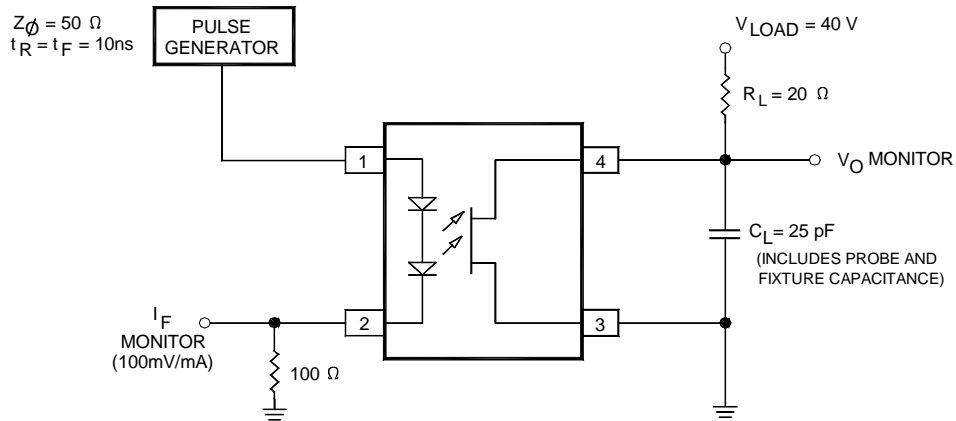 Z∅ = 50 Ω
tR = tF = 10ns
PULSE
GENERATOR
VLOAD = 40 V
RL = 20 Ω
1
4
VO MONITOR
CL = 25 pF
(INCLUDES PROBE AND
FIXTURE CAPACITANCE)
IF
MONITOR
(100mV/mA)
2
3
100 Ω